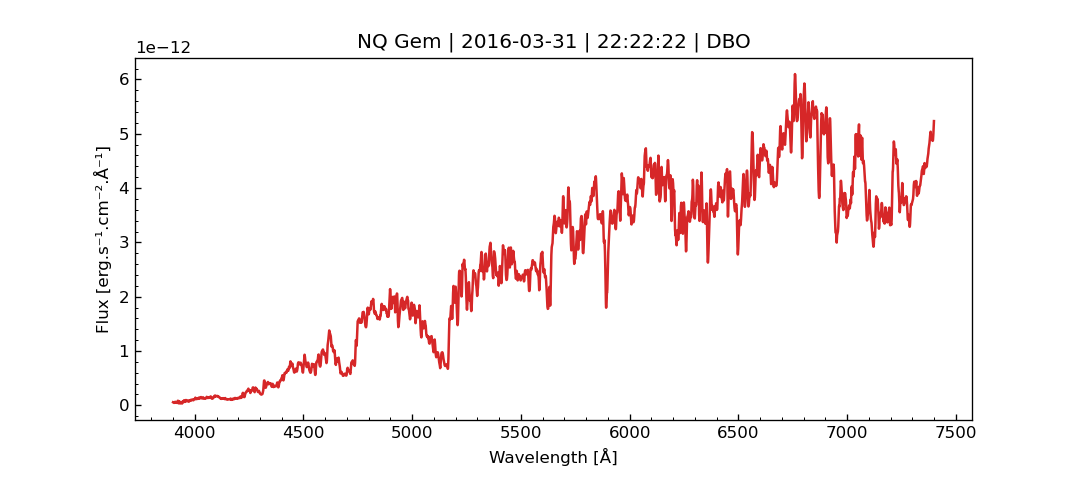 NQ Gem | 2016-03-31 | 22:22:22 | DBO
1e−12
6
5
4
3
2
1
0
Flux [erg.s⁻¹.cm⁻².Å⁻¹]
4000 4500 5000 5500 6000 6500 7000 7500
Wavelength [Å]